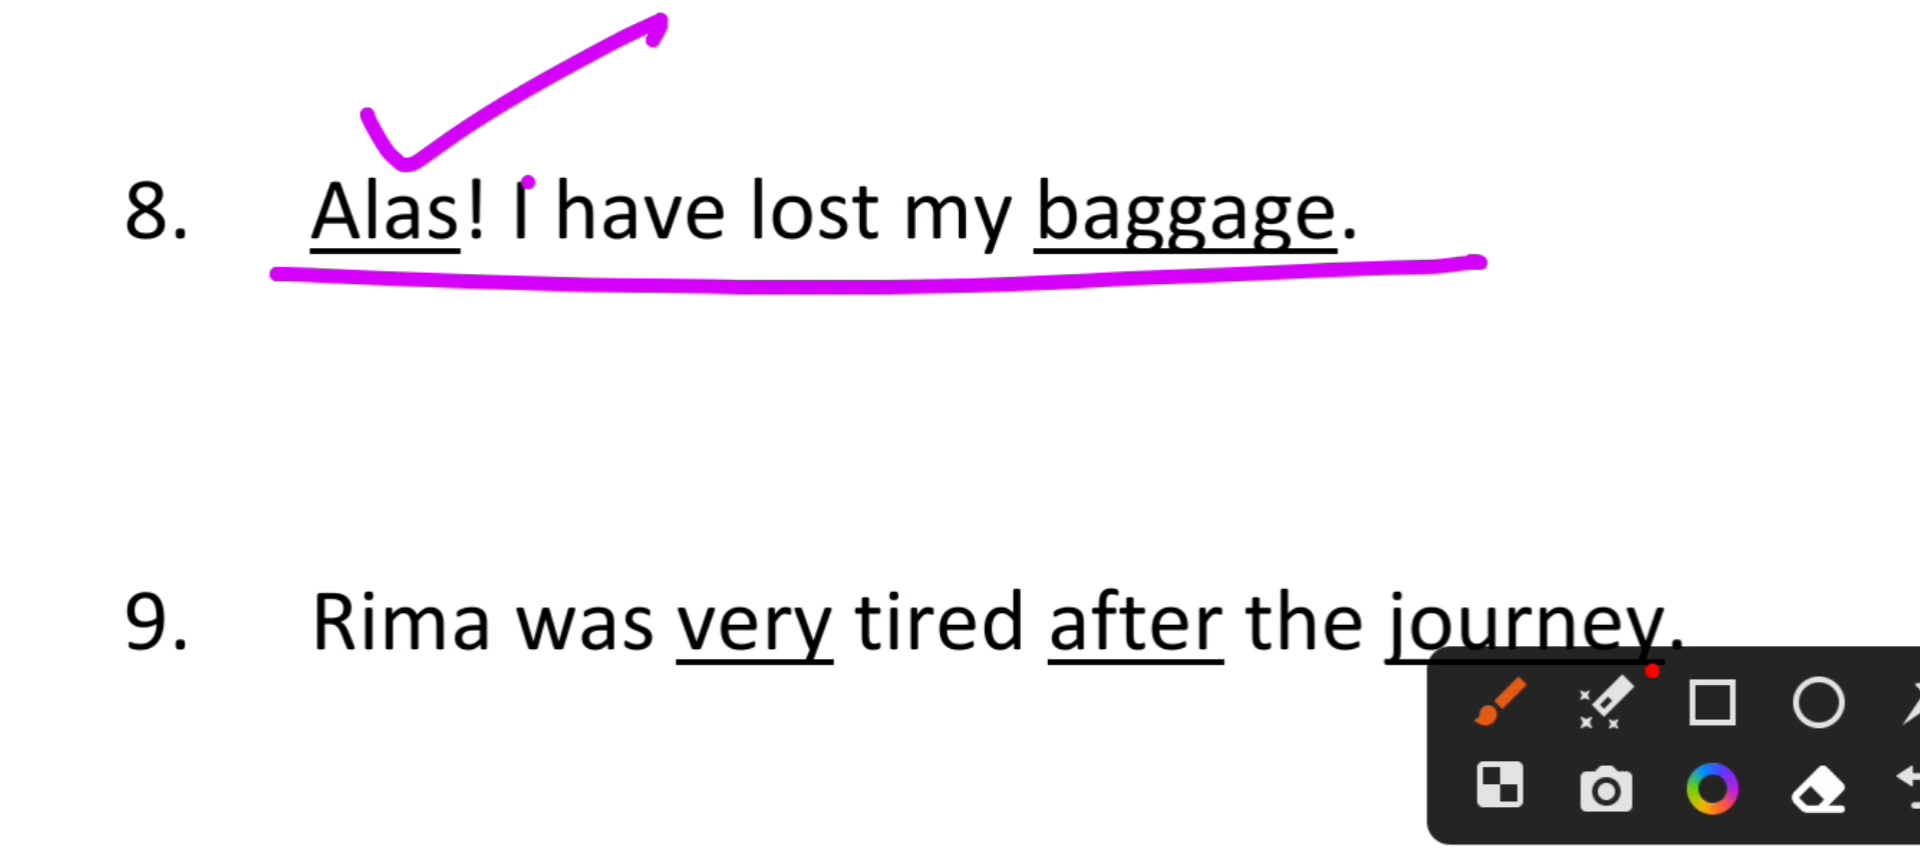 8. Alas! I have lost my baggage.
9. Rima was very tired after the journey.